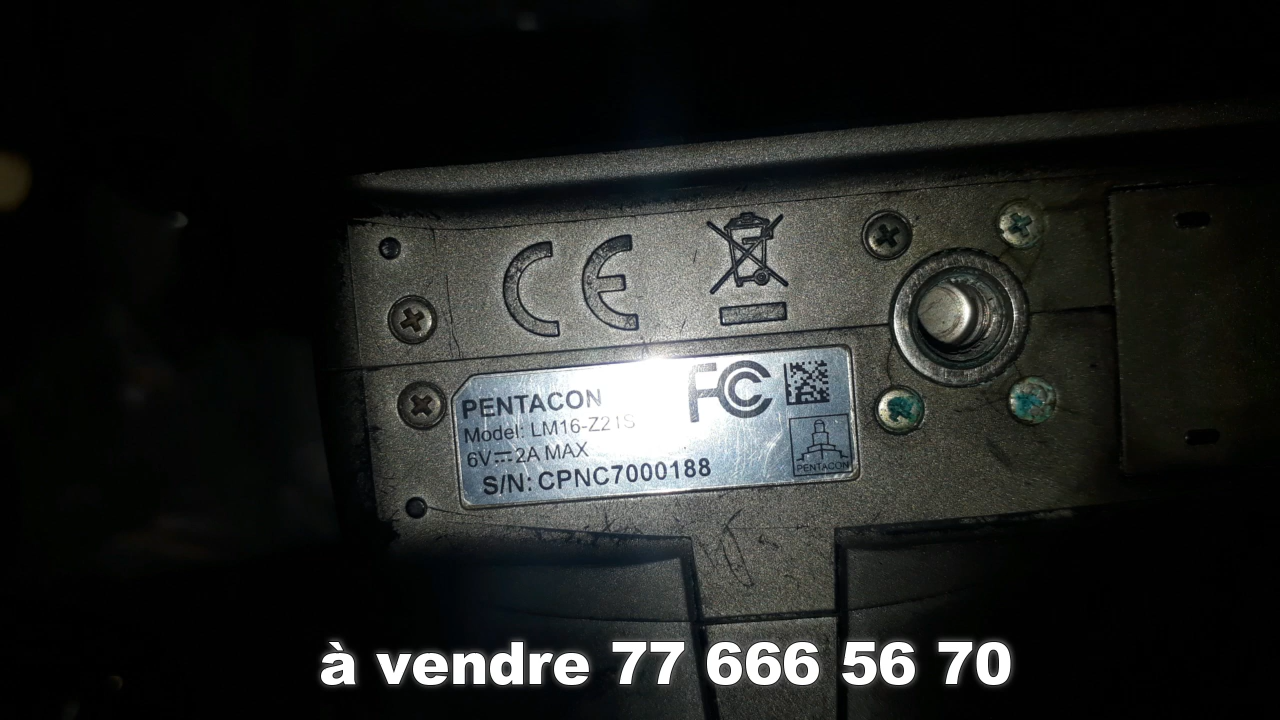 CE
PENTACON
FC
Model: LM16-Z21S
6V⎓2A MAX
S/N: CPNC7000188
PENTACON
à vendre 77 666 56 70